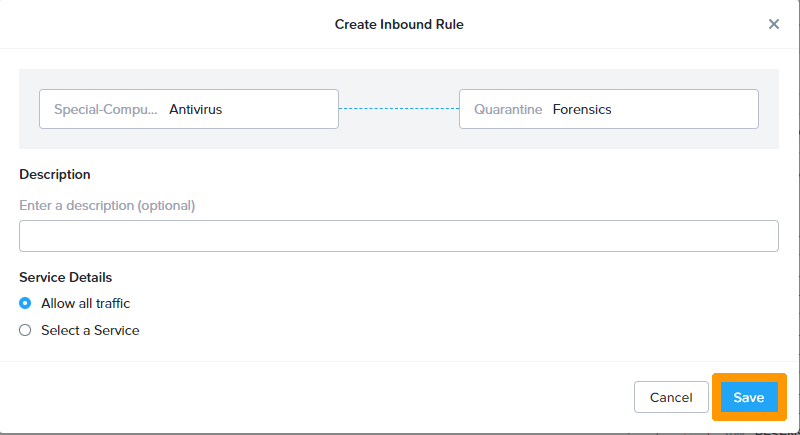 Create Inbound Rule
Special-Compu... Antivirus
Quarantine Forensics
Description
Enter a description (optional)
Service Details
Allow all traffic
Select a Service
Cancel Save